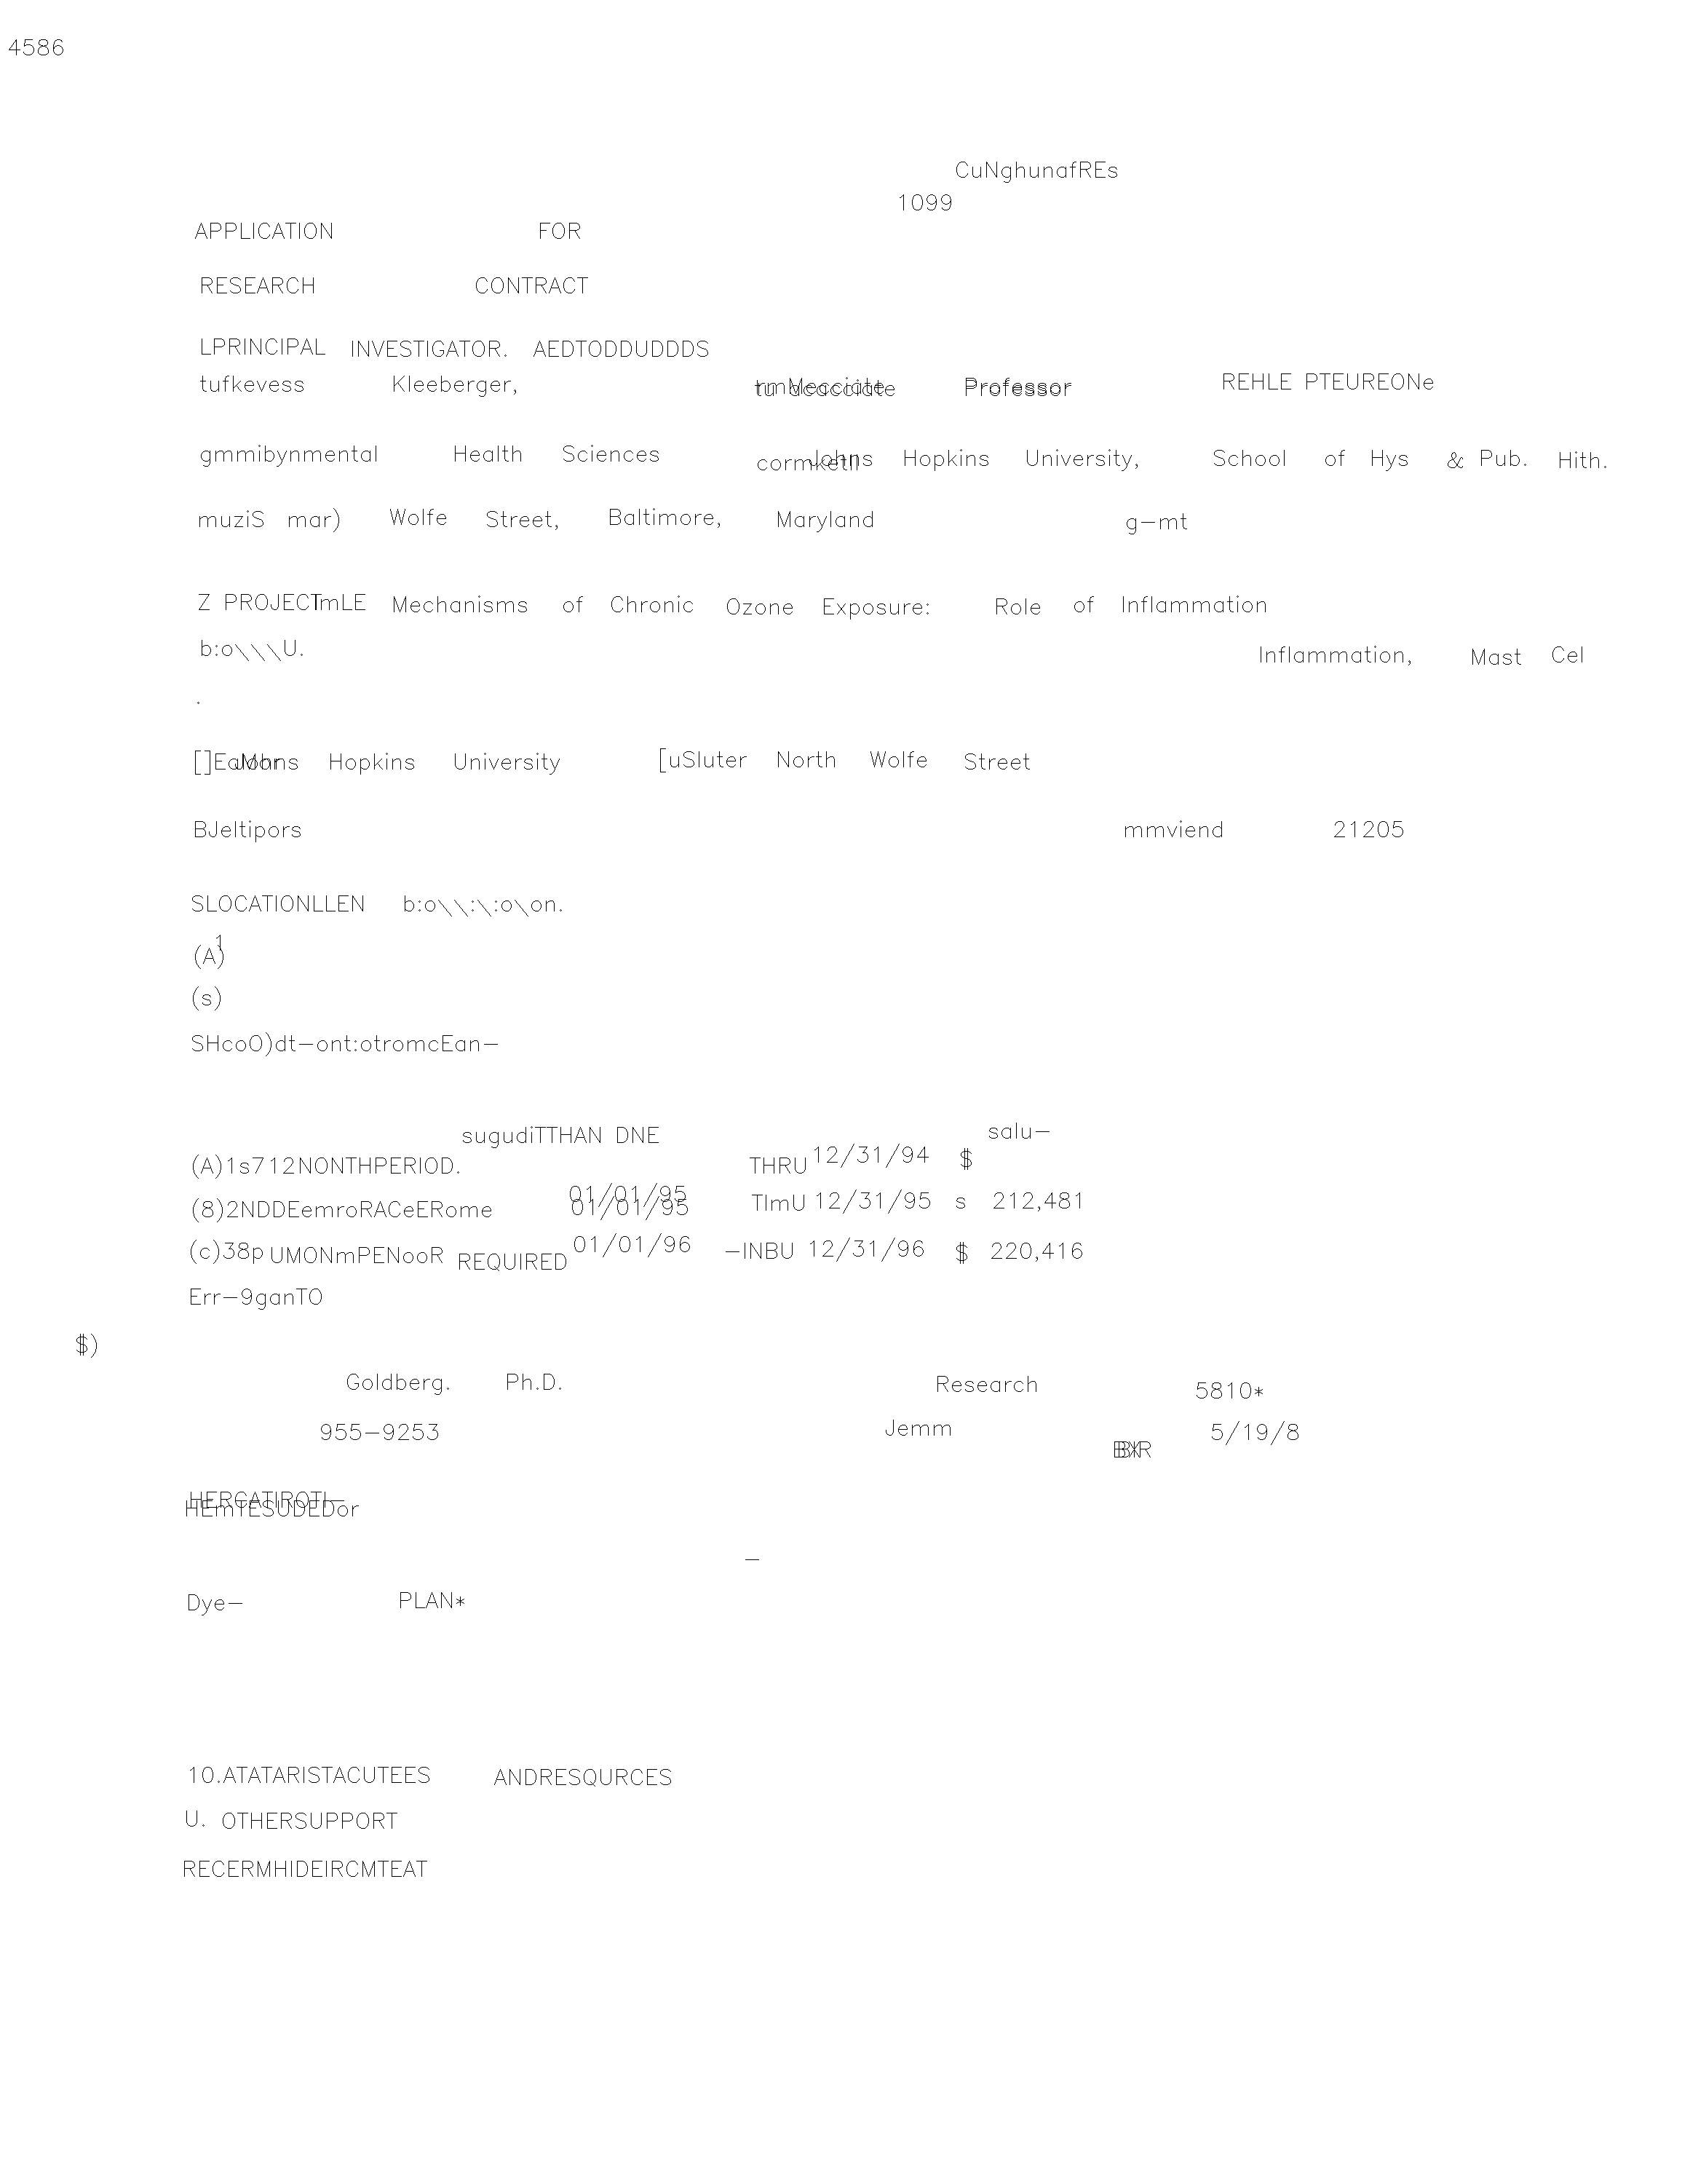 4586
CuNghunafREs
1099
APPLICATION FOR
RESEARCH CONTRACT
LPRINCIPAL INVESTIGATOR. AEDTODDUDDDS
tufkevess Kleeberger, Professor REHLE PTEUREONe
gmmibynmental Health Sciences Johns Hopkins University, School of Hys & Pub. Hith.
muziS mar) Wolfe Street, Baltimore, Maryland g-mt
Z PROJECTmLE Mechanisms of Chronic Ozone Exposure: Role of Inflammation
b:o\\\U. Inflammation, Mast Cel
.
Hopkins University [uSluter North Wolfe Street
BJeltipors mmviend 21205
SLOCATIONLLEN b:o\\:\:o\on.
1
(A)
(s)
SHcoO)dt-ont:otromcEan-
sugudiTTHAN DNE salu-
(A)1s712NONTHPERIOD. THRU 12/31/94 $
(8)2NDDEemroRACeERome 01/01/95 01/01/95 TImU 12/31/95 s 212,481
(c)38p UMONmPENooR REQUIRED 01/01/96 -INBU 12/31/96 $ 220,416
Err-9ganTO
$)
Goldberg. Ph.D. Research 5810*
955-9253 Jemm 5/19/8
HERCATIROTI-
HEmTESUDEDor
-
Dye- PLAN*
10.ATATARISTACUTEES ANDRESQURCES
U. OTHERSUPPORT
RECERMHIDEIRCMTEAT